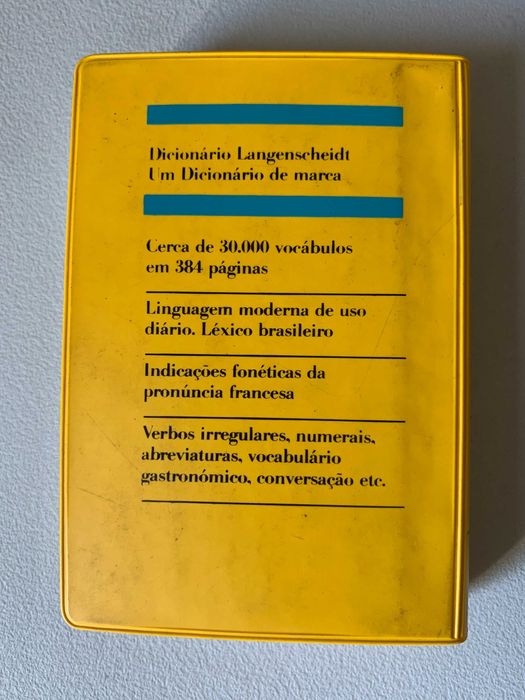 Dicionário Langenscheidt
Um Dicionário de marca
Cerca de 30.000 vocábulos
em 384 páginas
Linguagem moderna de uso
diário. Léxico brasileiro
Indicações fonéticas da
pronúncia francesa
Verbos irregulares, numerais,
abreviaturas, vocabulário
gastronómico, conversação etc.